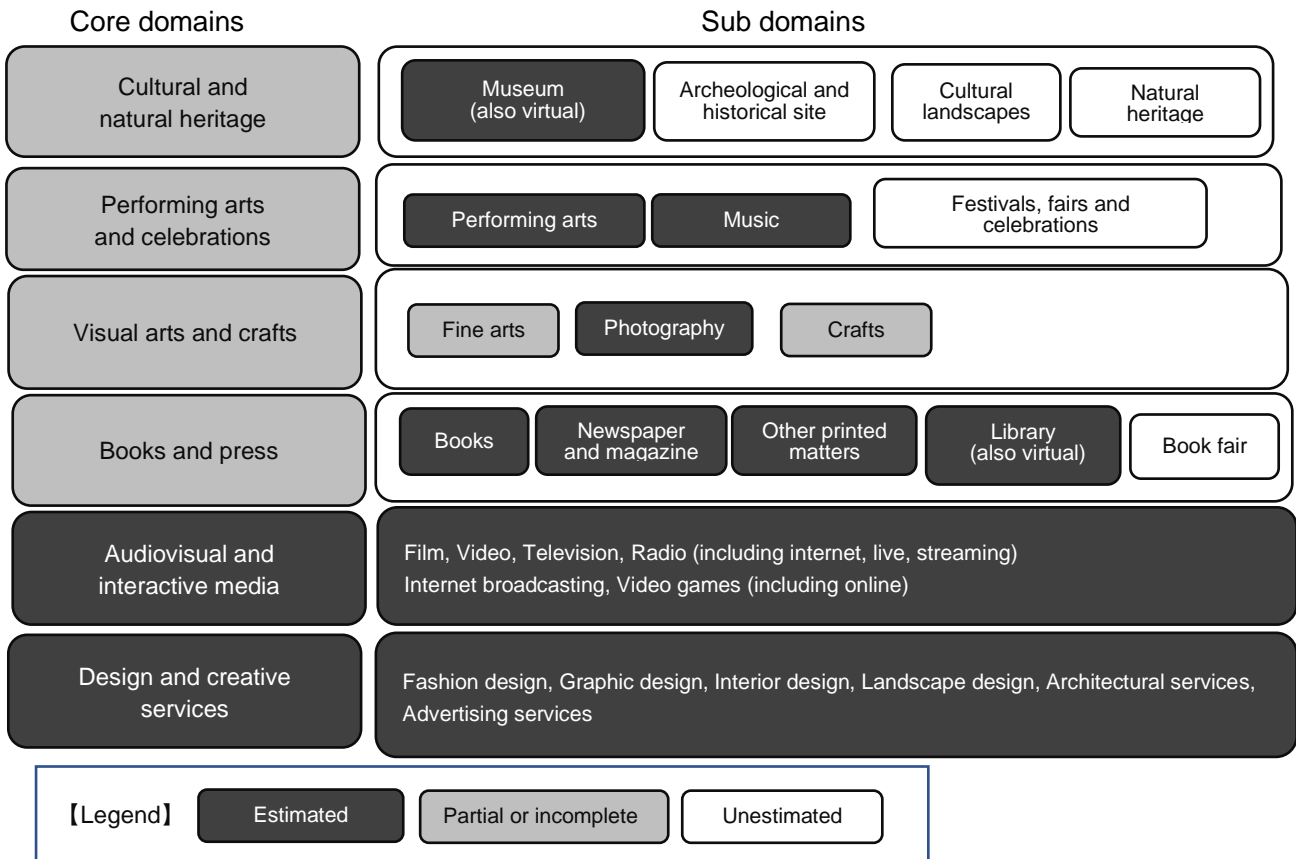 Core domains
Sub domains
Cultural and
natural heritage
Museum
(also virtual)
Archeological and
historical site
Cultural
landscapes
Natural
heritage
Performing arts
and celebrations
Performing arts
Music
Festivals, fairs and
celebrations
Visual arts and crafts
Fine arts
Photography
Crafts
Books and press
Books
Newspaper
and magazine
Other printed
matters
Library
(also virtual)
Book fair
Audiovisual and
interactive media
Film, Video, Television, Radio (including internet, live, streaming)
Internet broadcasting, Video games (including online)
Design and creative
services
Fashion design, Graphic design, Interior design, Landscape design, Architectural services,
Advertising services
【Legend】
Estimated
Partial or incomplete
Unestimated